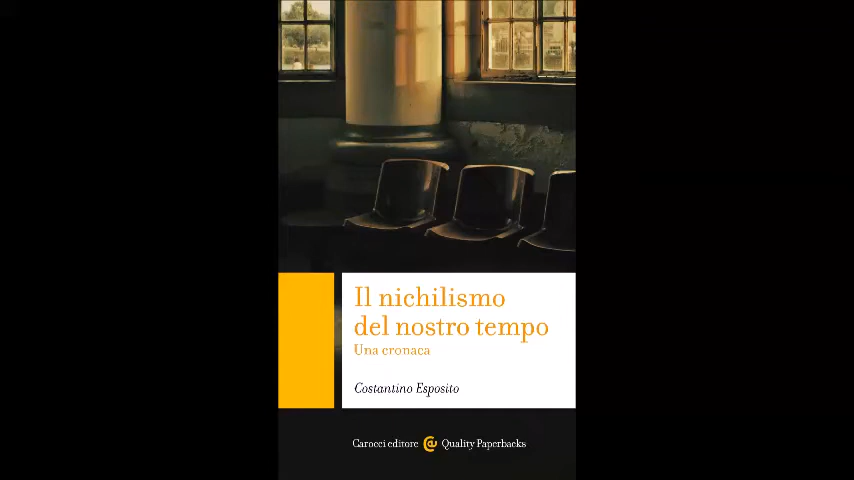 Il nichilismo
del nostro tempo
Una cronaca
Costantino Esposito
Carocci editore @ Quality Paperbacks